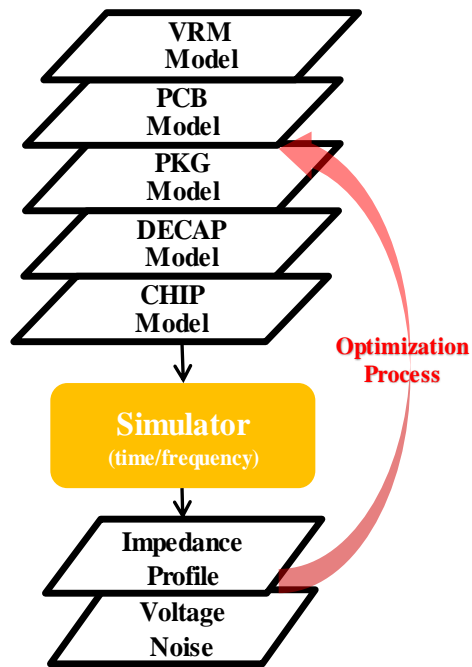 VRM
Model
PCB
Model
PKG
Model
DECAP
Model
CHIP
Model
Optimization
Process
Simulator
(time/frequency)
Impedance
Profile
Voltage
Noise